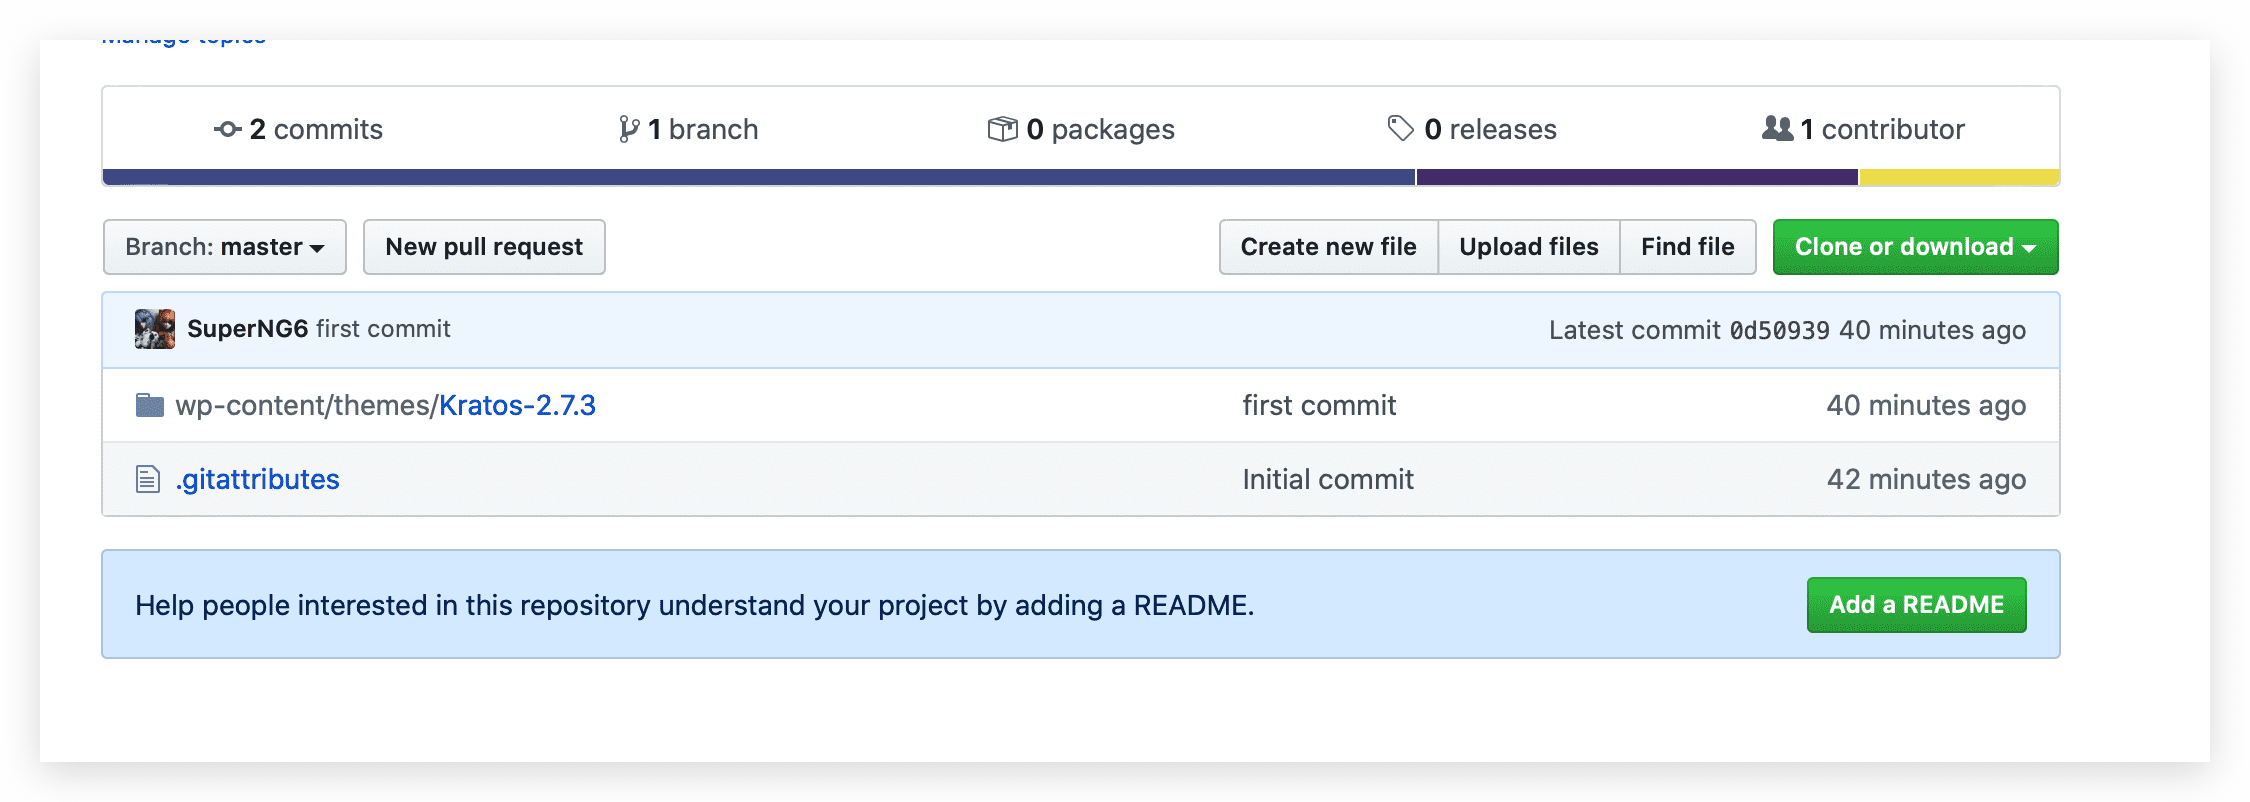 Manage topics
2 commits 1 branch 0 packages 0 releases 1 contributor
Branch: master New pull request Create new file Upload files Find file Clone or download
SuperNG6 first commit Latest commit 0d50939 40 minutes ago
wp-content/themes/Kratos-2.7.3 first commit 40 minutes ago
.gitattributes Initial commit 42 minutes ago
Help people interested in this repository understand your project by adding a README. Add a README